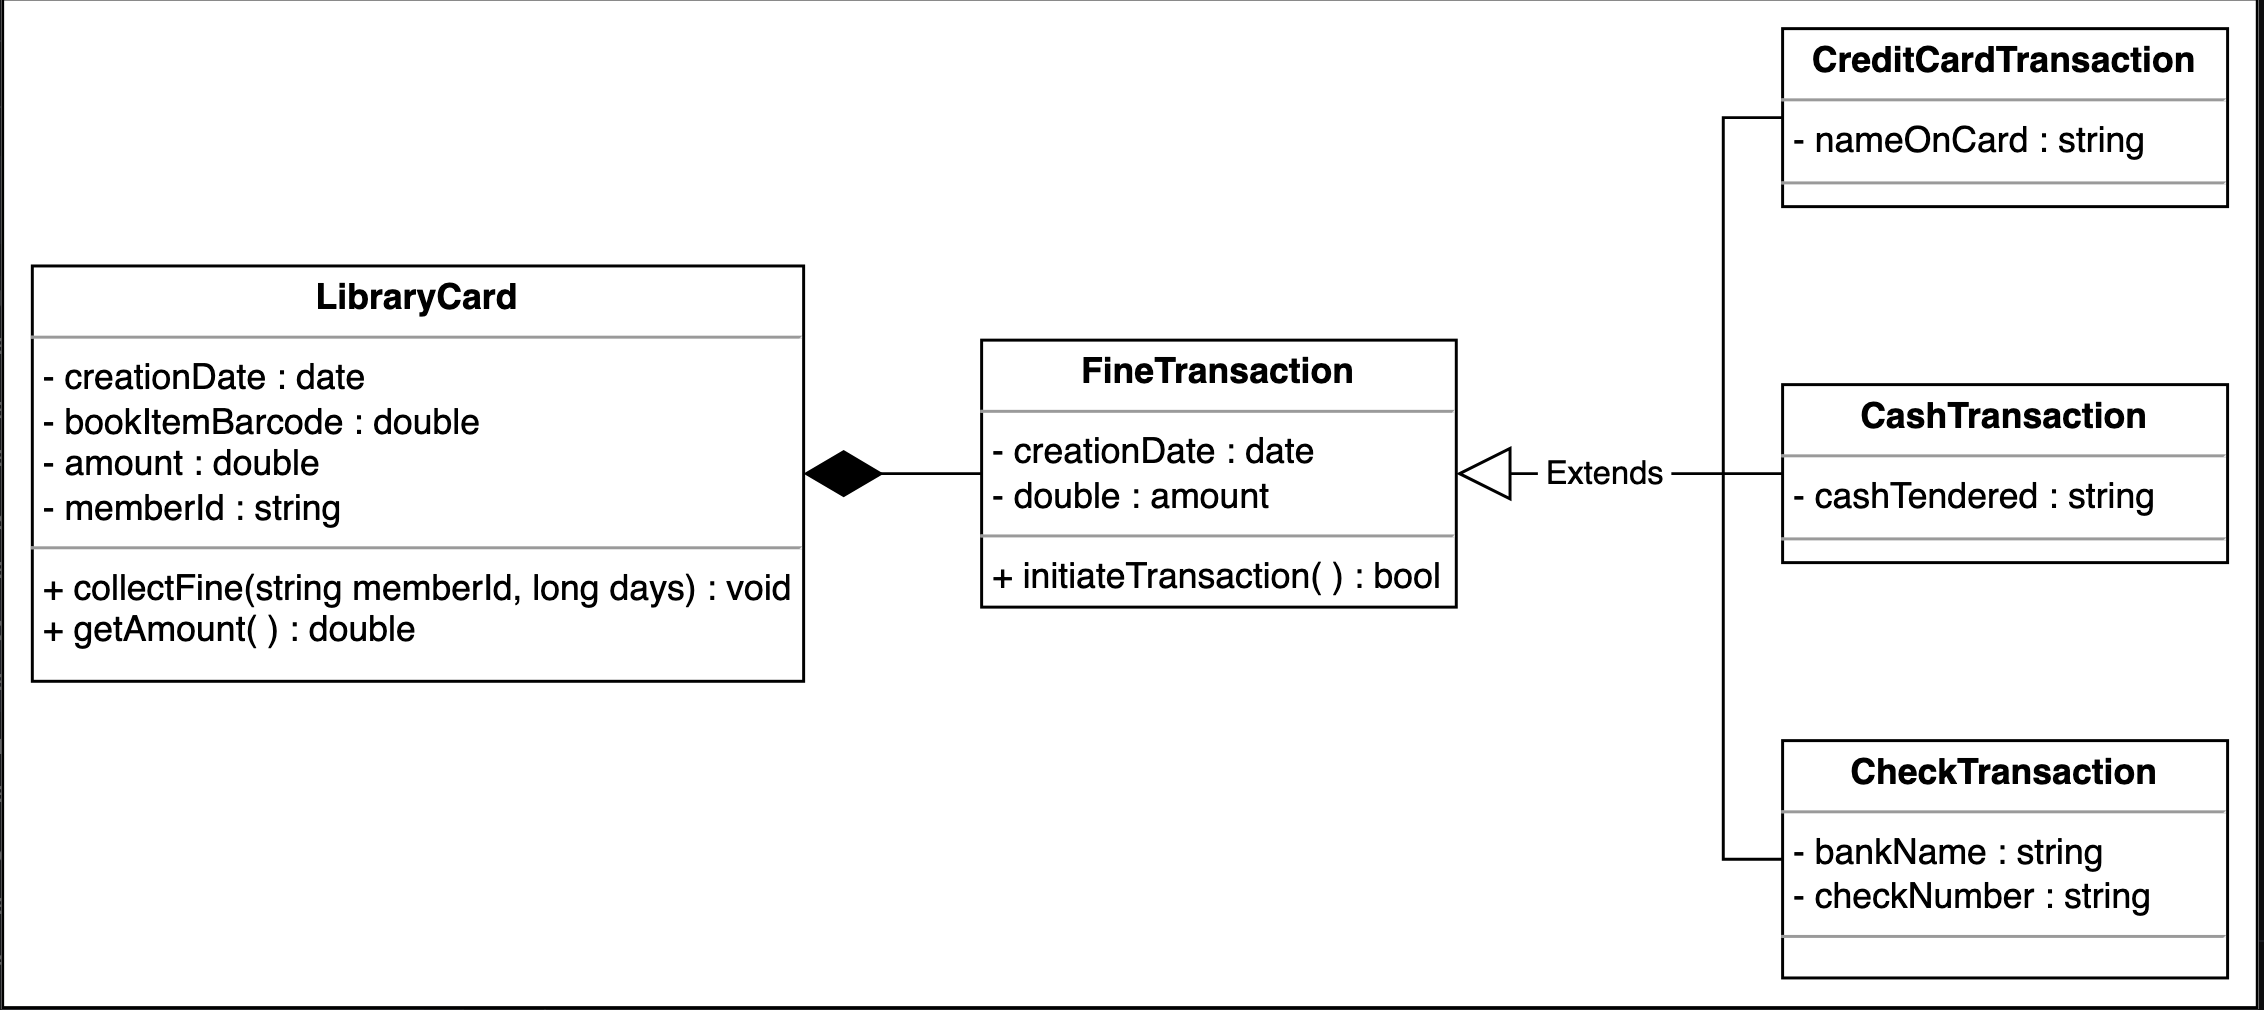 LibraryCard
- creationDate : date
- bookItemBarcode : double
- amount : double
- memberId : string
+ collectFine(string memberId, long days) : void
+ getAmount( ) : double
FineTransaction
- creationDate : date
- double : amount
+ initiateTransaction( ) : bool
Extends
CreditCardTransaction
- nameOnCard : string
CashTransaction
- cashTendered : string
CheckTransaction
- bankName : string
- checkNumber : string